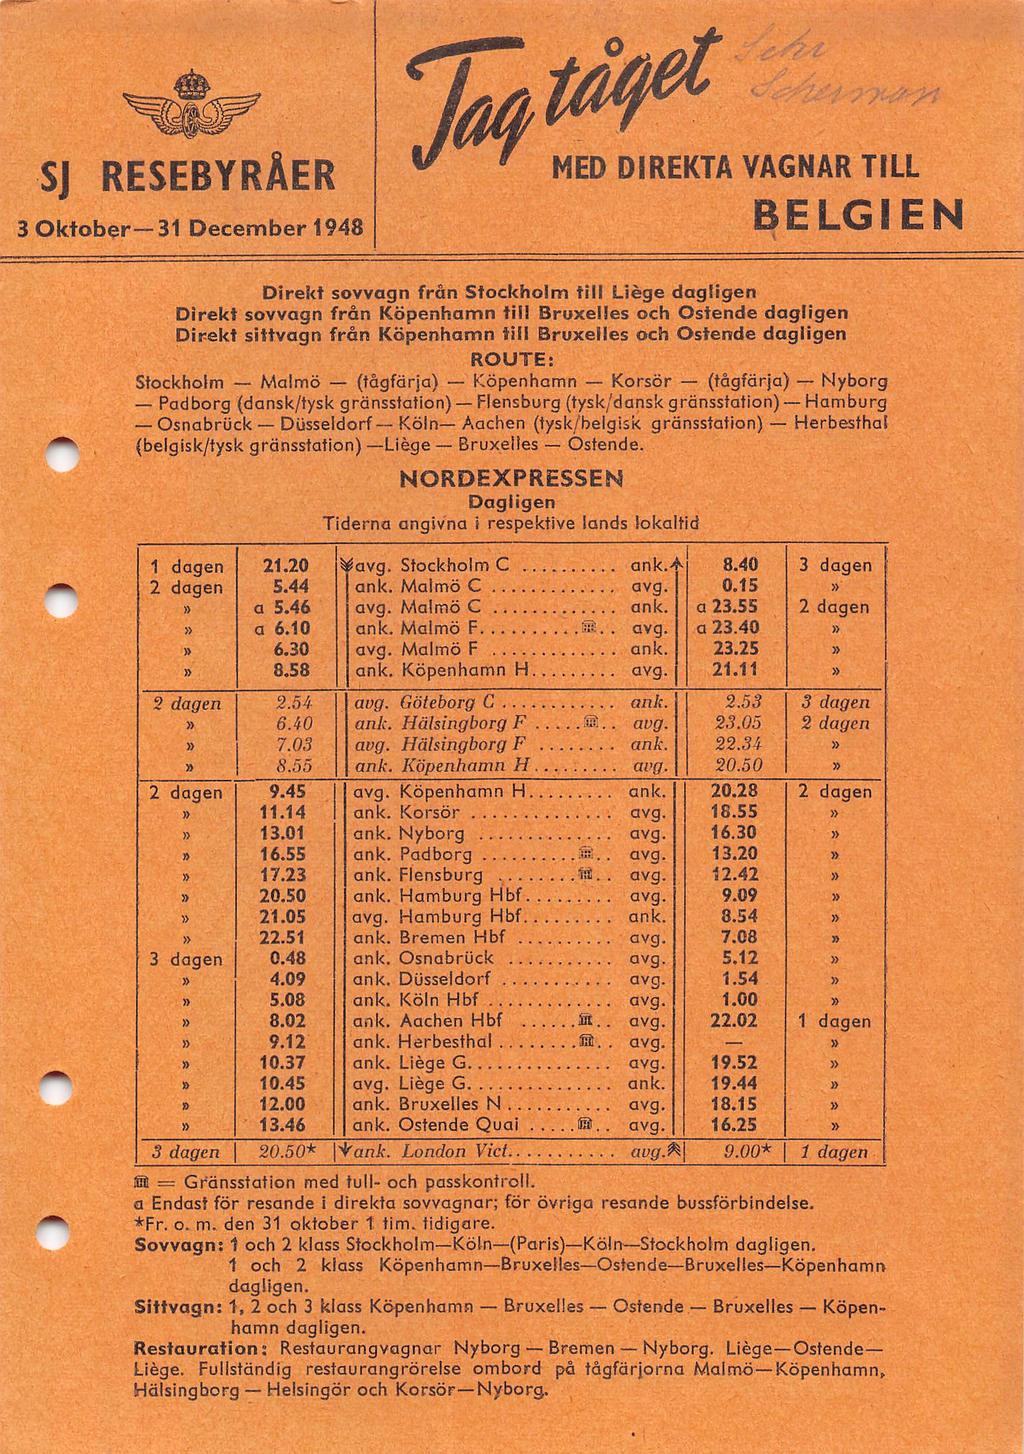 SJ RESEBYRÅER
3 Oktober—31 December 1948
Tag tåget
MED DIREKTA VAGNAR TILL
BELGIEN
Direkt sovvagn från Stockholm till Liège dagligen
Direkt sovvagn från Köpenhamn till Bruxelles och Ostende dagligen
Direkt sittvagn från Köpenhamn till Bruxelles och Ostende dagligen
ROUTE:
Stockholm — Malmö — (tågfärja) — Köpenhamn — Korsör — (tågfärja) — Nyborg
— Padborg (dansk/tysk gränsstation) — Flensburg (tysk/dansk gränsstation) — Hamburg
— Osnabrück — Düsseldorf — Köln — Aachen (tysk/belgisk gränsstation) — Herbesthal
(belgisk/tysk gränsstation) — Liège — Bruxelles — Ostende.
NORDEXPRESSEN
Dagligen
Tiderna angivna i respektive lands lokaltid
1 dagen 21.20 avg. Stockholm C .......... ank. 8.40 3 dagen
2 dagen 5.44 ank. Malmö C ............. avg. 0.15 »
» a 5.46 avg. Malmö C ............. ank. a 23.55 2 dagen
» a 6.10 ank. Malmö F............ avg. a 23.40 »
» 6.30 avg. Malmö F ............. ank. 23.25 »
» 8.58 ank. Köpenhamn H......... avg. 21.11 »
2 dagen 2.54 avg. Göteborg C ............ ank. 2.53 3 dagen
» 6.40 ank. Hälsingborg F ....... avg. 23.05 2 dagen
» 7.03 avg. Hälsingborg F ........ ank. 22.34 »
» 8.55 ank. Köpenhamn H ......... avg. 20.50 »
2 dagen 9.45 avg. Köpenhamn H......... ank. 20.28 2 dagen
» 11.14 ank. Korsör .............. avg. 18.55 »
» 13.01 ank. Nyborg ............. avg. 16.30 »
» 16.55 ank. Padborg ............ avg. 13.20 »
» 17.23 ank. Flensburg .......... avg. 12.42 »
» 20.50 ank. Hamburg Hbf......... avg. 9.09 »
» 21.05 avg. Hamburg Hbf......... ank. 8.54 »
» 22.51 ank. Bremen Hbf .......... avg. 7.08 »
3 dagen 0.48 ank. Osnabrück ........... avg. 5.12 »
» 4.09 ank. Düsseldorf ........... avg. 1.54 »
» 5.08 ank. Köln Hbf ............. avg. 1.00 »
» 8.02 ank. Aachen Hbf ........ avg. 22.02 1 dagen
» 9.12 ank. Herbesthal .......... avg. — »
» 10.37 ank. Liège G............... avg. 19.52 »
» 10.45 avg. Liège G............... ank. 19.44 »
» 12.00 ank. Bruxelles N ........... avg. 18.15 »
» 13.46 ank. Ostende Quai ....... avg. 16.25 »
3 dagen 20.50* ank. London Vict............ avg. 9.00* 1 dagen
= Gränsstation med tull- och passkontroll.
a Endast för resande i direkta sovvagnar; för övriga resande bussförbindelse.
*Fr. o. m. den 31 oktober 1 tim. tidigare.
Sovvagn: 1 och 2 klass Stockholm—Köln—(Paris)—Köln—Stockholm dagligen.
1 och 2 klass Köpenhamn—Bruxelles—Ostende—Bruxelles—Köpenhamn
dagligen.
Sittvagn: 1, 2 och 3 klass Köpenhamn — Bruxelles — Ostende — Bruxelles — Köpen-
hamn dagligen.
Restauration: Restaurangvagnar Nyborg — Bremen — Nyborg. Liège—Ostende—
Liège. Fullständig restaurangrörelse ombord på tågfärjorna Malmö—Köpenhamn,
Hälsingborg — Helsingör och Korsör—Nyborg.